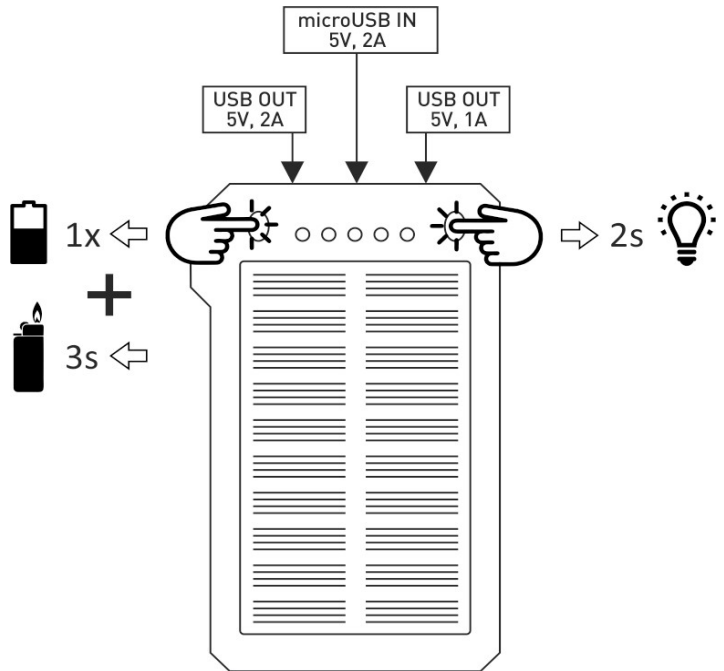 microUSB IN
5V, 2A
USB OUT
5V, 2A
USB OUT
5V, 1A
1x
2s
+
3s